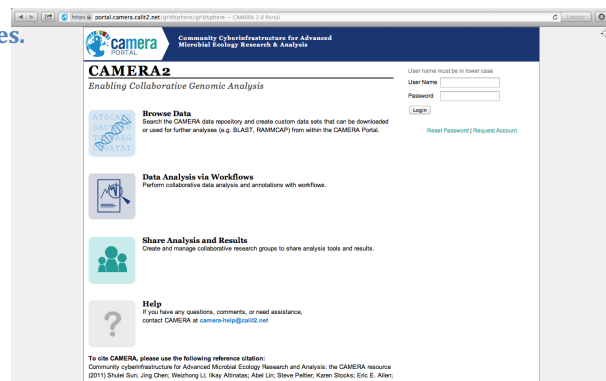 es.
https portal.camera.calit2.net/gridsphere/gridsphere — CAMERA 2.0 Portal
Lettor
camera
PORTAL
Community Cyberinfrastructure for Advanced
Microbial Ecology Research & Analysis
CAMERA2
Enabling Collaborative Genomic Analysis
User name must be in lower case
User Name
Password
Login
Reset Password | Request Account
Browse Data
Search the CAMERA data repository and create custom data sets that can be downloaded
or used for further analyses (e.g. BLAST, RAMMCAP) from within the CAMERA Portal.
Data Analysis via Workflows
Perform collaborative data analysis and annotations with workflows.
Share Analysis and Results
Create and manage collaborative research groups to share analysis tools and results.
?
Help
If you have any questions, comments, or need assistance,
contact CAMERA at camera-help@calit2.net
To cite CAMERA, please use the following reference citation:
Community cyberinfrastructure for Advanced Microbial Ecology Research and Analysis: the CAMERA resource
(2011) Shulei Sun; Jing Chen; Weizhong Li; Ilkay Altinatas; Abel Lin; Steve Peltier; Karen Stocks; Eric E. Allen;